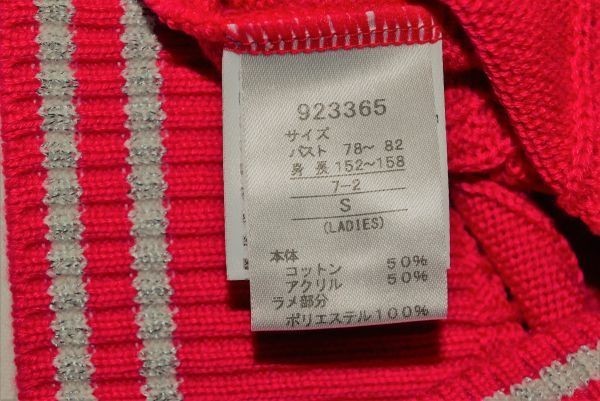 923365
サイズ
バスト 78~ 82
身 長 152~158
7-2
S
(LADIES)
本体
コットン 50%
アクリル 50%
ラメ部分
ポリエステル100%